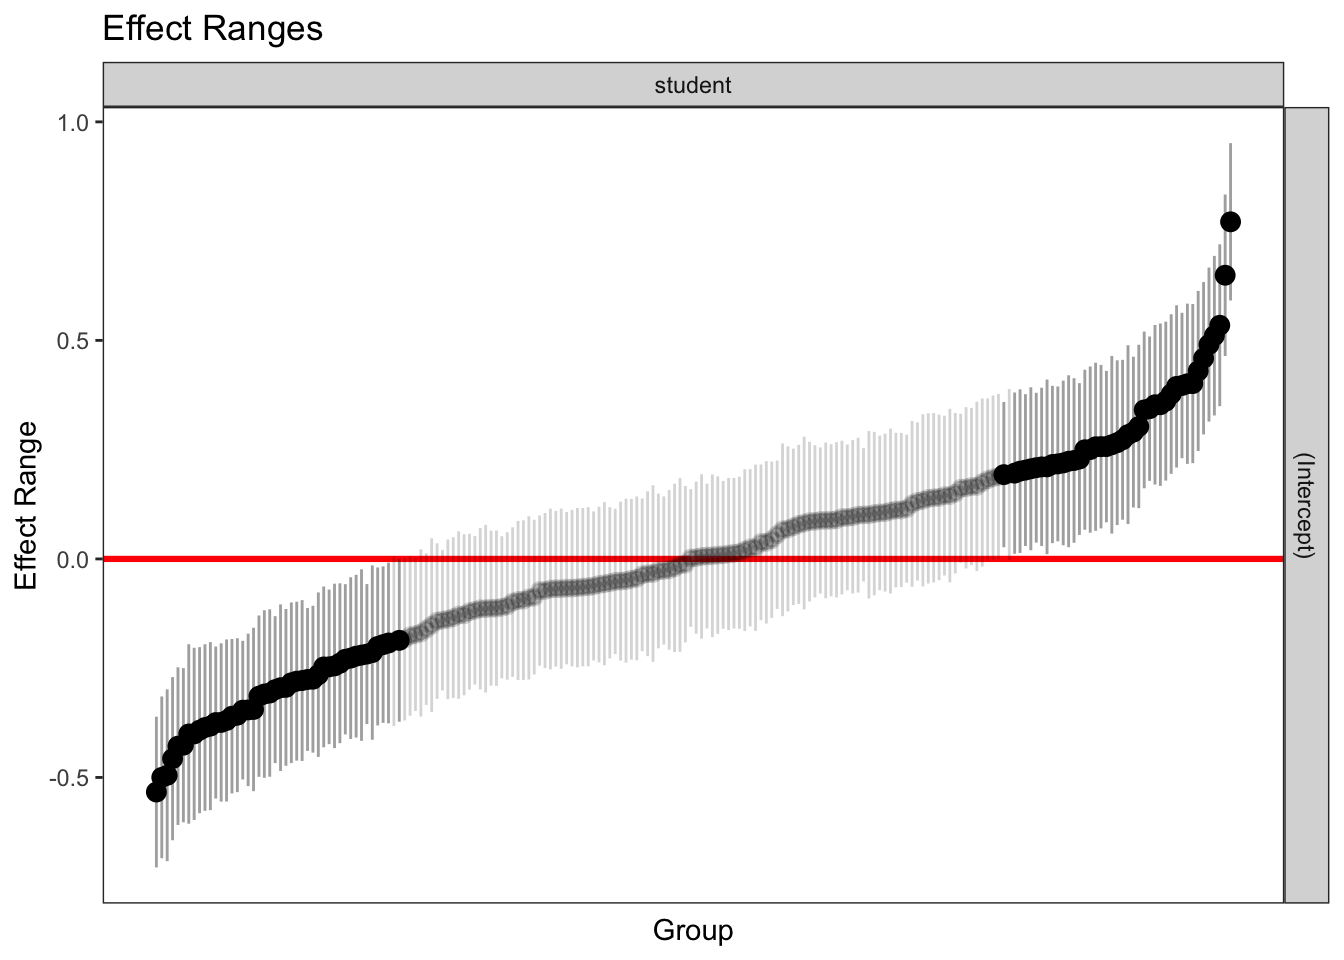 Effect Ranges
student
1.0
0.5
0.0
-0.5
Effect Range
(Intercept)
Group